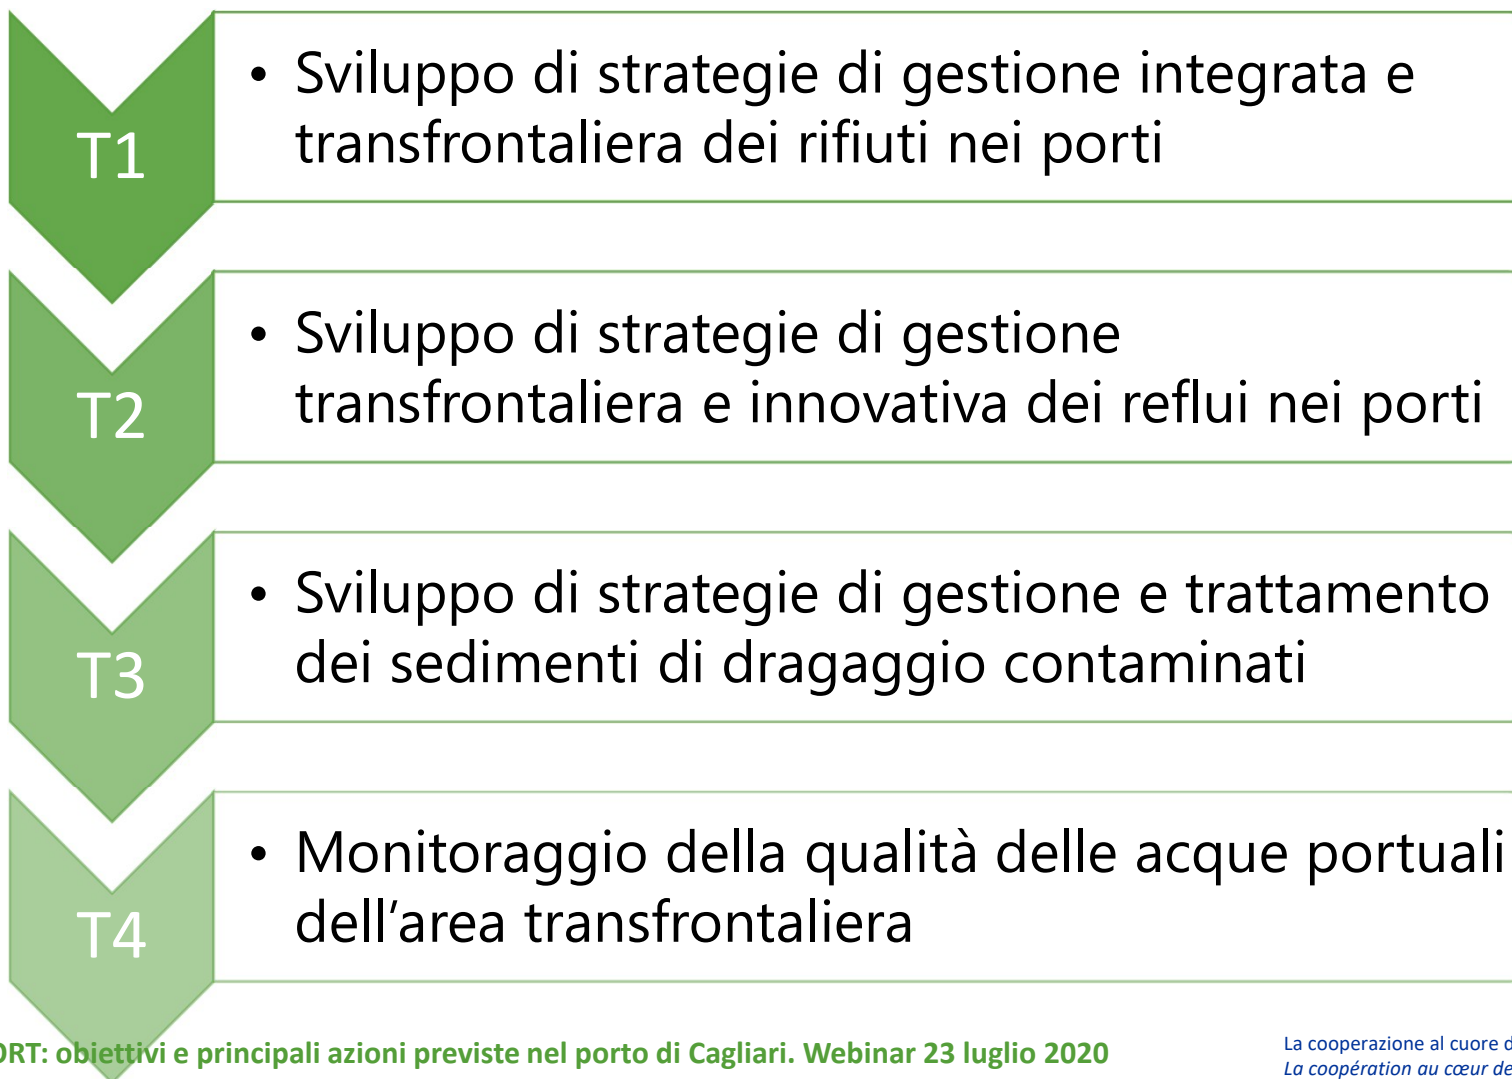 T1
• Sviluppo di strategie di gestione integrata e
transfrontaliera dei rifiuti nei porti
T2
• Sviluppo di strategie di gestione
transfrontaliera e innovativa dei reflui nei porti
T3
• Sviluppo di strategie di gestione e trattamento
dei sedimenti di dragaggio contaminati
T4
• Monitoraggio della qualità delle acque portuali
dell’area transfrontaliera
ORT: obiettivi e principali azioni previste nel porto di Cagliari. Webinar 23 luglio 2020
La cooperazione al cuore d
La coopération au cœur de